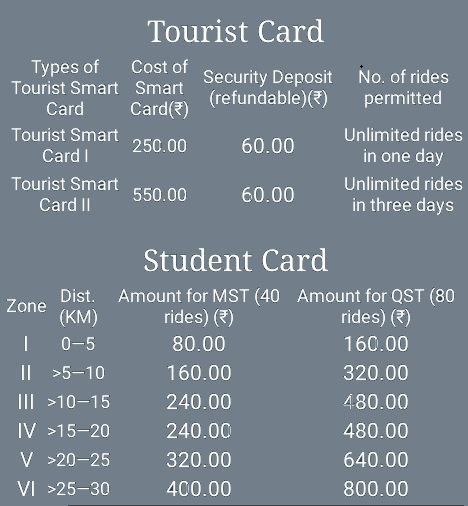 Tourist Card
Types of Tourist Smart Card Cost of Smart Card(₹) Security Deposit (refundable)(₹) No. of rides permitted
Tourist Smart Card I 250.00 60.00 Unlimited rides in one day
Tourist Smart Card II 550.00 60.00 Unlimited rides in three days
Student Card
Zone Dist. (KM) Amount for MST (40 rides) (₹) Amount for QST (80 rides) (₹)
I 0–5 80.00 160.00
II >5–10 160.00 320.00
III >10–15 240.00 480.00
IV >15–20 240.00 480.00
V >20–25 320.00 640.00
VI >25–30 400.00 800.00